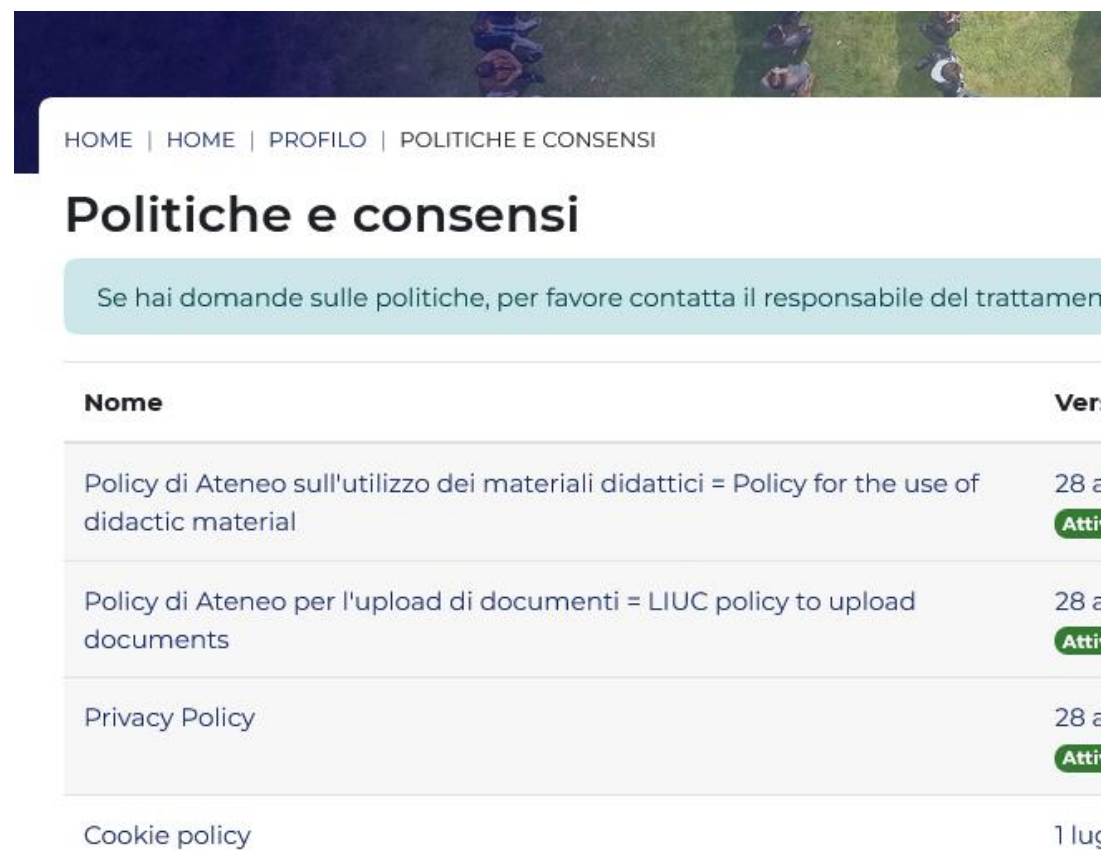 HOME | HOME | PROFILO | POLITICHE E CONSENSI
Politiche e consensi
Se hai domande sulle politiche, per favore contatta il responsabile del
Nome
Policy di Ateneo sull'utilizzo dei materiali didattici = Policy for the use of
28
didactic material
Policy di Ateneo per l'upload di documenti = LIUC policy to upload
28
documents
Privacy Policy
28
Cookie policy
1